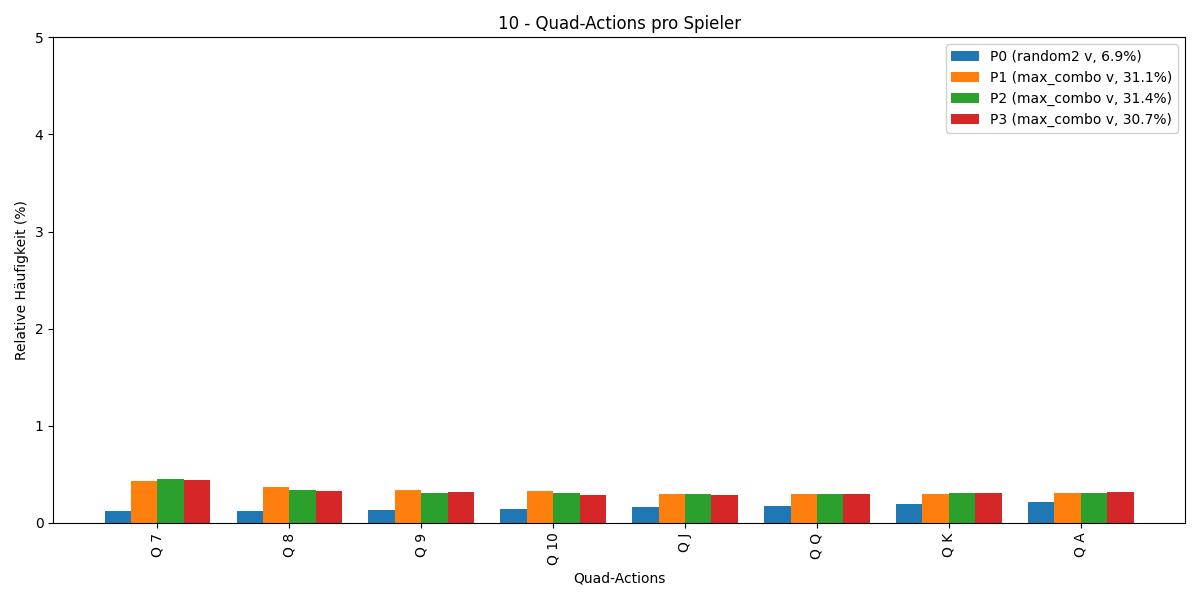 10 - Quad-Actions pro Spieler
P0 (random2 v, 6.9%)
P1 (max_combo v, 31.1%)
P2 (max_combo v, 31.4%)
P3 (max_combo v, 30.7%)
Relative Häufigkeit (%)
5
4
3
2
1
0
Q 7
Q 8
Q 9
Q 10
Q J
Q Q
Q K
Q A
Quad-Actions